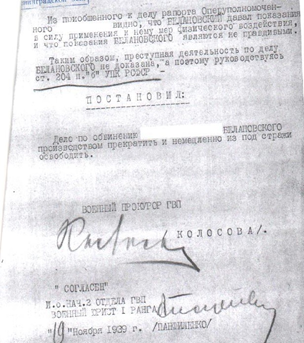 Из приобщенного к делу рапорта Оперуполномочен-
ного видно, что БЕЛАНОВСКИЙ давал показания
в силу применения к нему мер физического воздействия,
и что показания БЕЛАНОВСКОГО являются не правдивыми,
Таким образом, преступная деятельность по делу
БЕЛАНОВСКОГО не доказана, а поэтому руководствуясь
ст. 204 п."б" УПК РСФСР -
ПОСТАНОВИЛ:
Дело по обвинению БЕЛАНОВСКОГО
производством прекратить и немедленно из под стражи
освободить.
ВОЕННЫЙ ПРОКУРОР ГВП
КОЛОСОВА/.
"СОГЛАСЕН"
И.о.НАЧ.2 ОТДЕЛА ГВП
ВОЕННЫЙ ЮРИСТ I РАНГА
"19" Ноября 1939 г. /ПАНФИЛЕНКО/